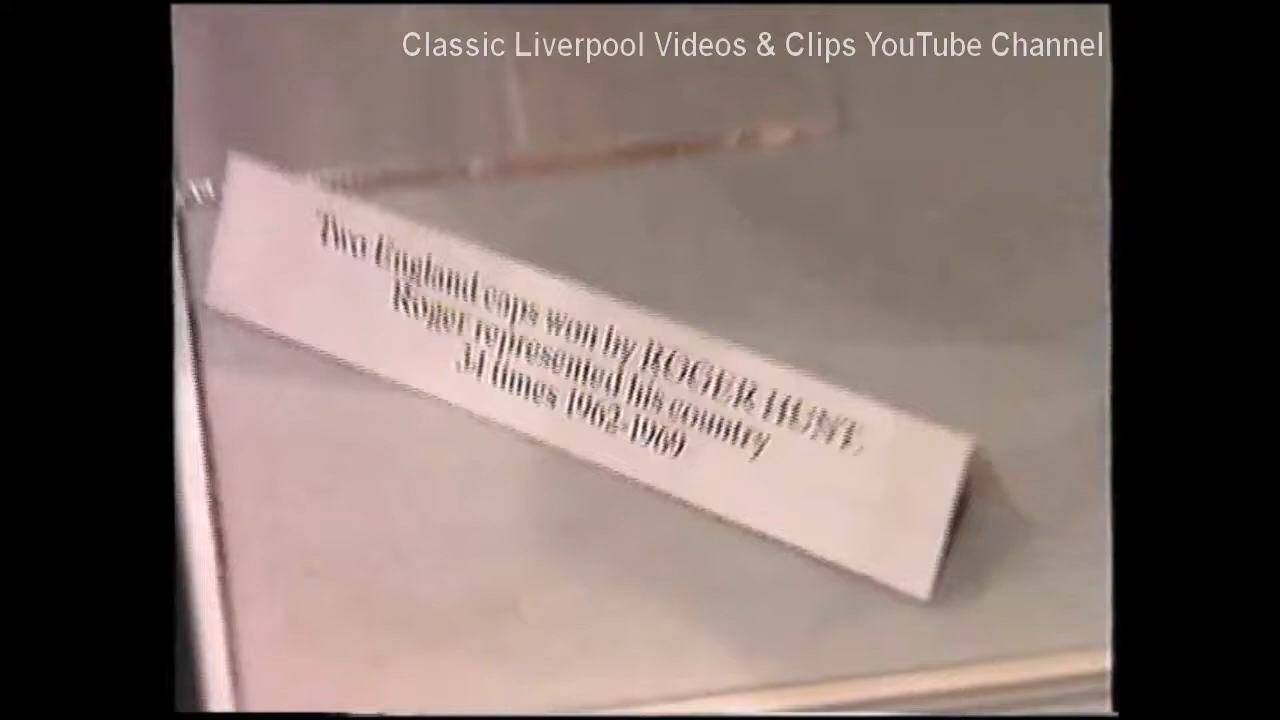 Classic Liverpool Videos & Clips YouTube Channel
Two England caps won by ROGER HUNT.
Roger represented his country
34 times 1962-1969